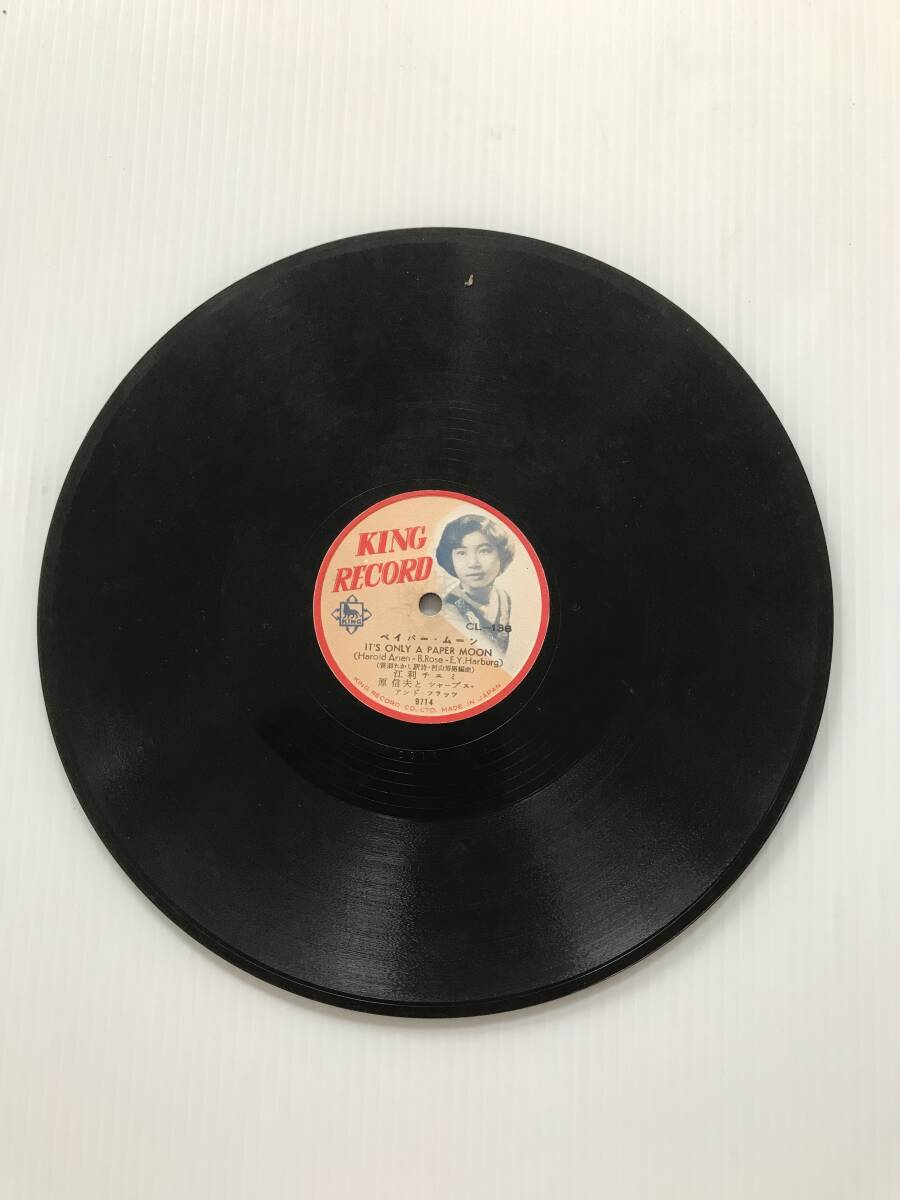 KING
RECORD
KING
CL-138
ペイパー・ムーン
IT'S ONLY A PAPER MOON
(Harold Arlen - B.Rose - E.Y.Harburg)
江利チエミ
原信夫と シャープス・
アンド・フラッツ
9714
KING RECORD CO., LTD. MADE IN JAPAN